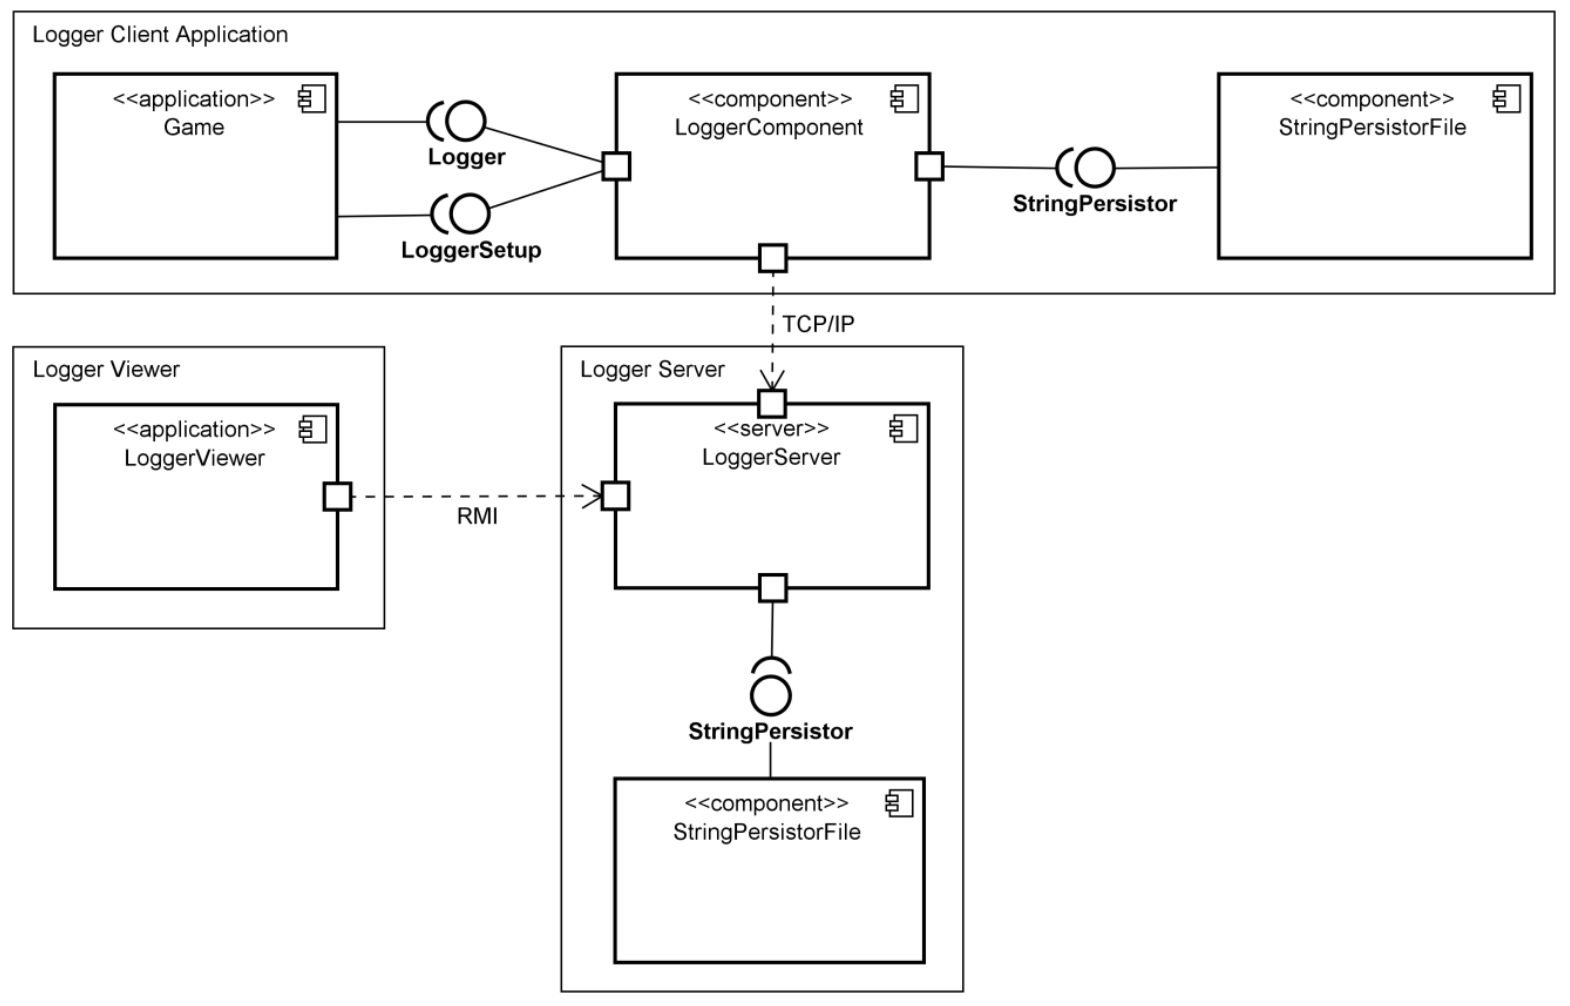 Logger Client Application
<<application>>
Game
Logger
LoggerSetup
<<component>>
LoggerComponent
StringPersistor
<<component>>
StringPersistorFile
TCP/IP
Logger Viewer
<<application>>
LoggerViewer
RMI
Logger Server
<<server>>
LoggerServer
StringPersistor
<<component>>
StringPersistorFile